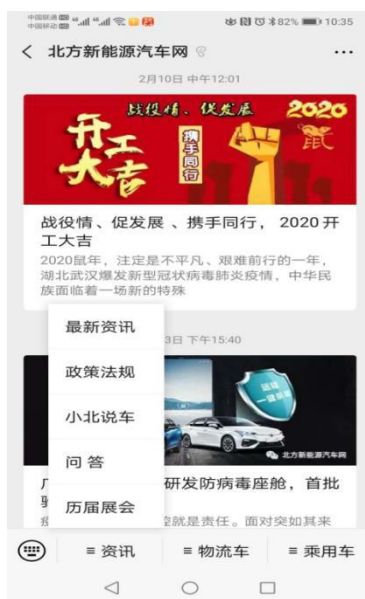 中国联通
中国移动
82%
10:35
北方新能源汽车网
2月10日 中午12:01
战役情、促发展
2020
开工大吉
携手同行
战役情、促发展 、携手同行， 2020 开
工大吉
2020鼠年，注定是不平凡、艰难前行的一年，
湖北武汉爆发新型冠状病毒肺炎疫情，中华民
族面临着一场新的特殊
3日 下午15:40
最新资讯
政策法规
小北说车
问 答
历届展会
北方新能源汽车网
研发防病毒座舱，首批
就是责任。面对突如其来
资讯
物流车
乘用车